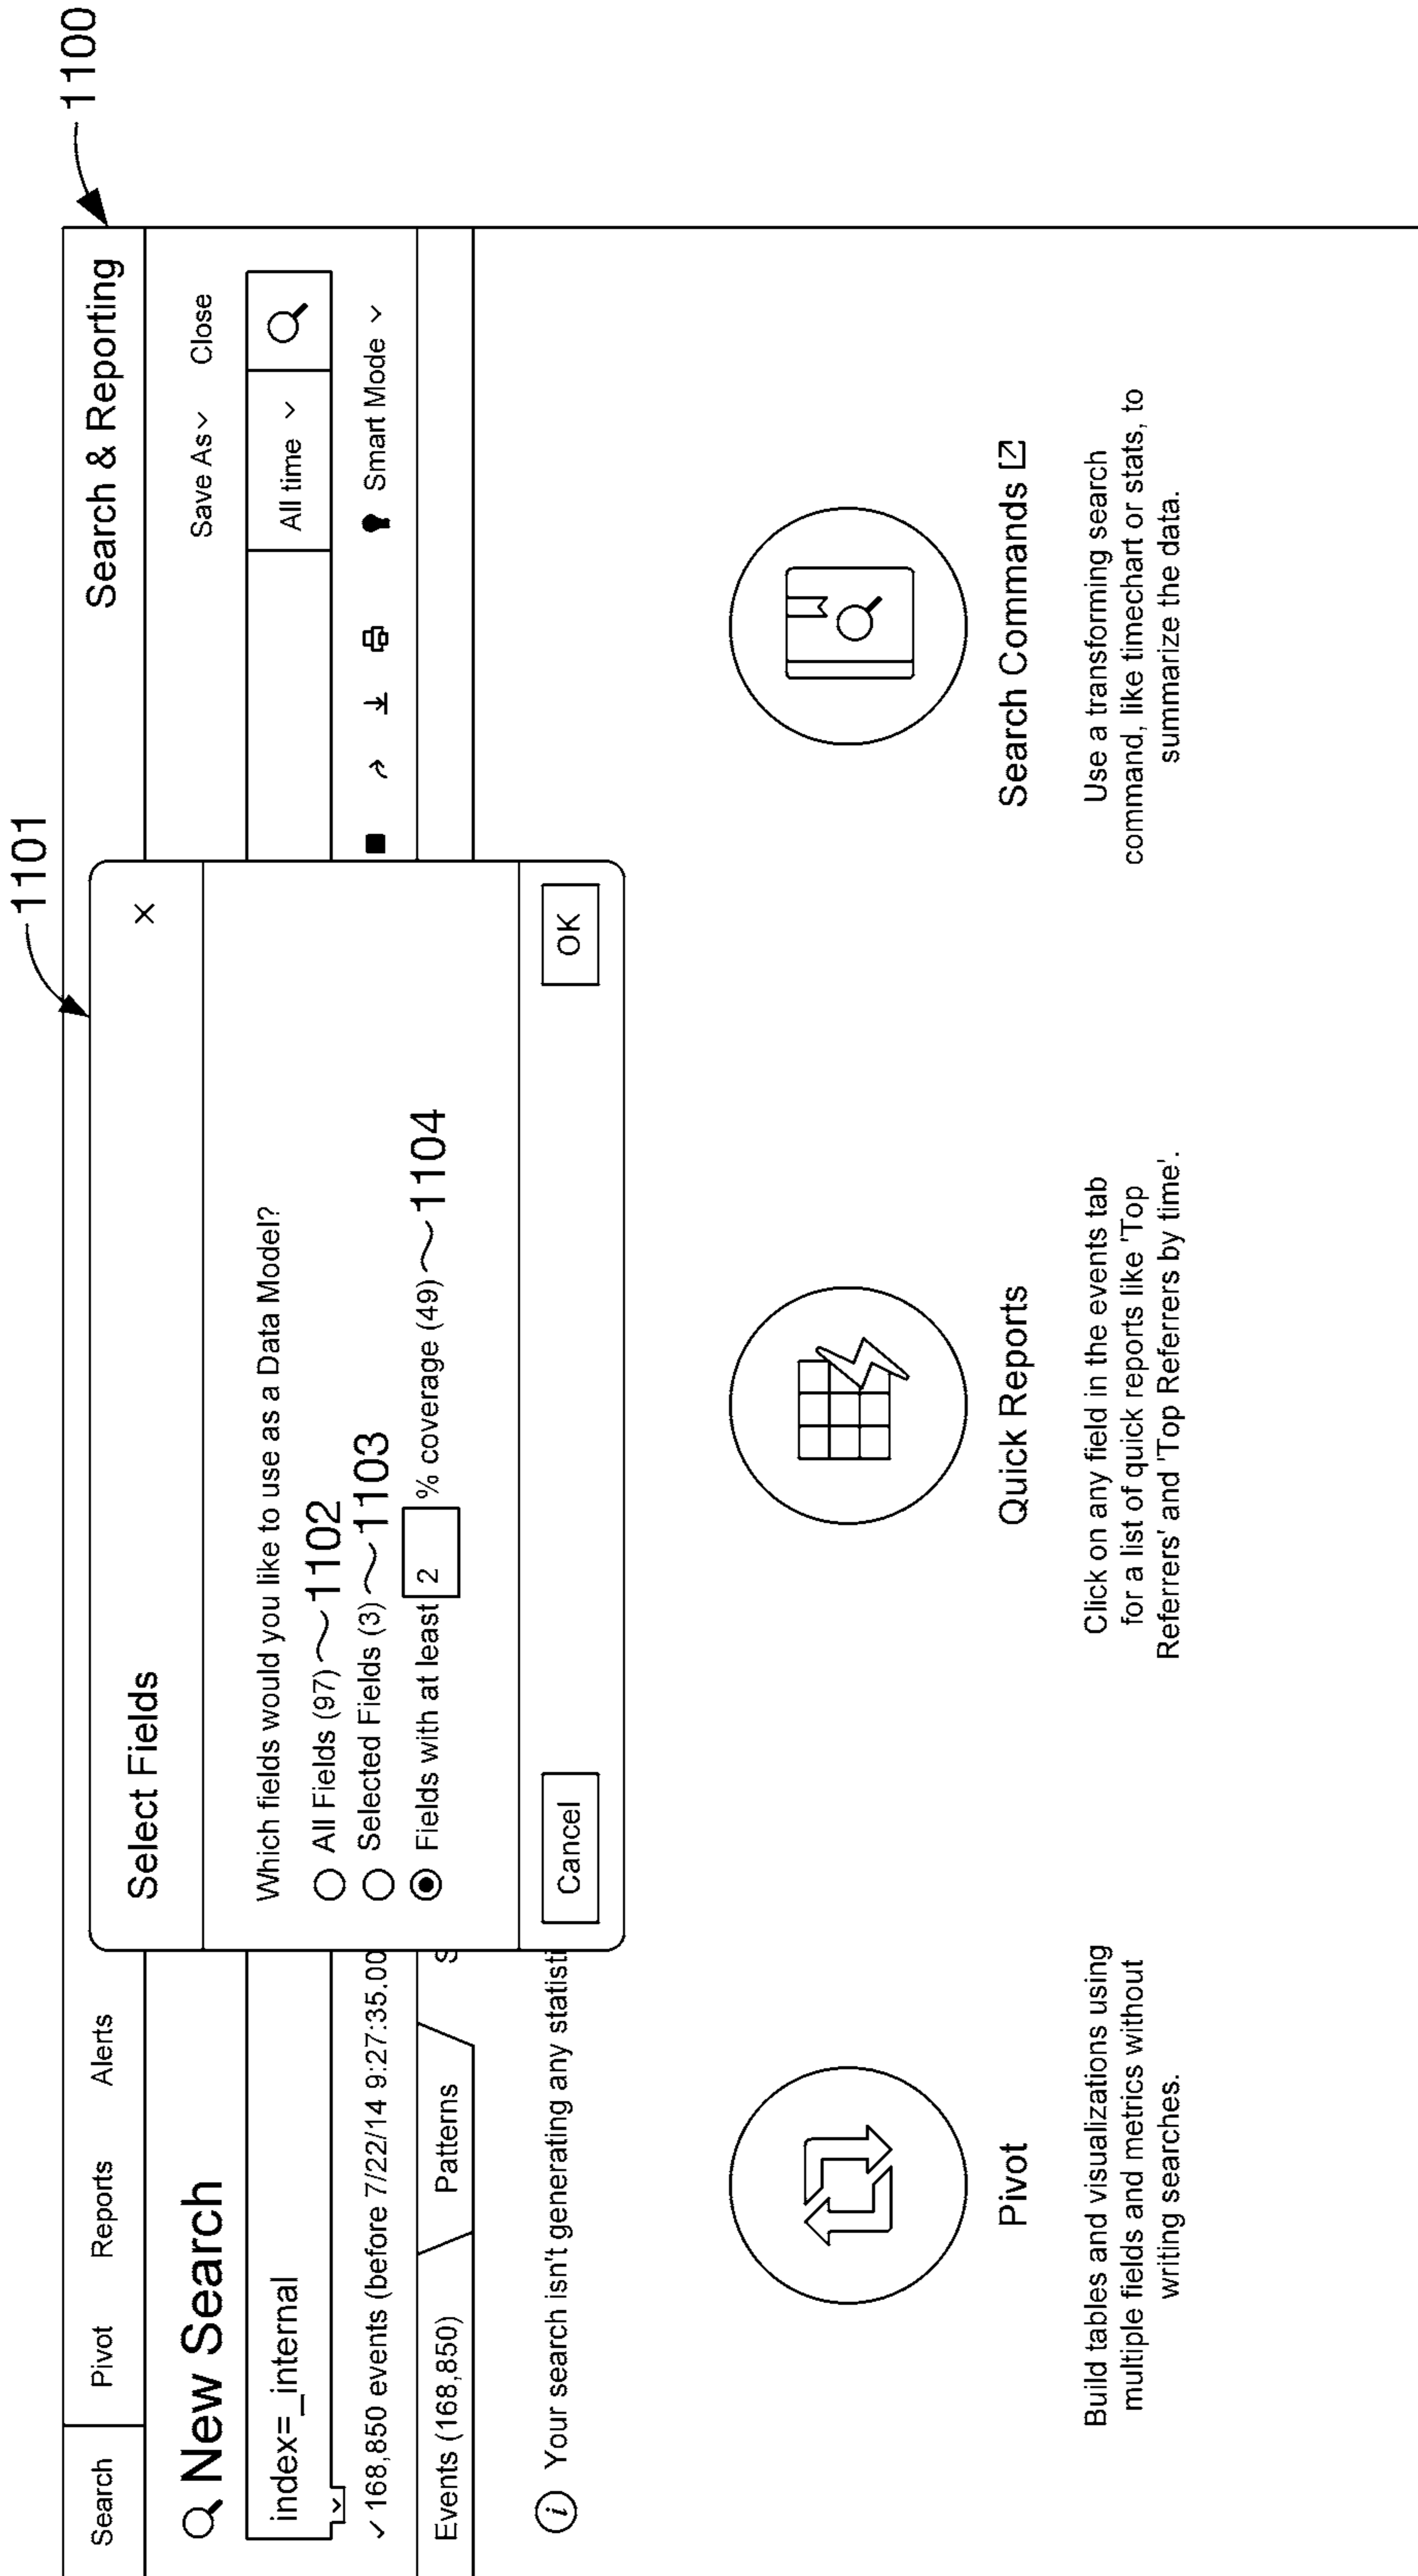 1100
1101
Search Pivot Reports Alerts Search & Reporting
Select Fields ×
New Search
Save As Close
index=_internal
All time
Which fields would you like to use as a Data Model?
All Fields (97) 1102
Selected Fields (3) 1103
Fields with at least 2 % coverage (49) 1104
✓ 168,850 events (before 7/22/14 9:27:35.00
Smart Mode
Events (168,850) Patterns
Cancel OK
i Your search isn't generating any statisti
Pivot
Build tables and visualizations using
multiple fields and metrics without
writing searches.
Quick Reports
Click on any field in the events tab
for a list of quick reports like 'Top
Referrers' and 'Top Referrers by time'.
Search Commands
Use a transforming search
command, like timechart or stats, to
summarize the data.